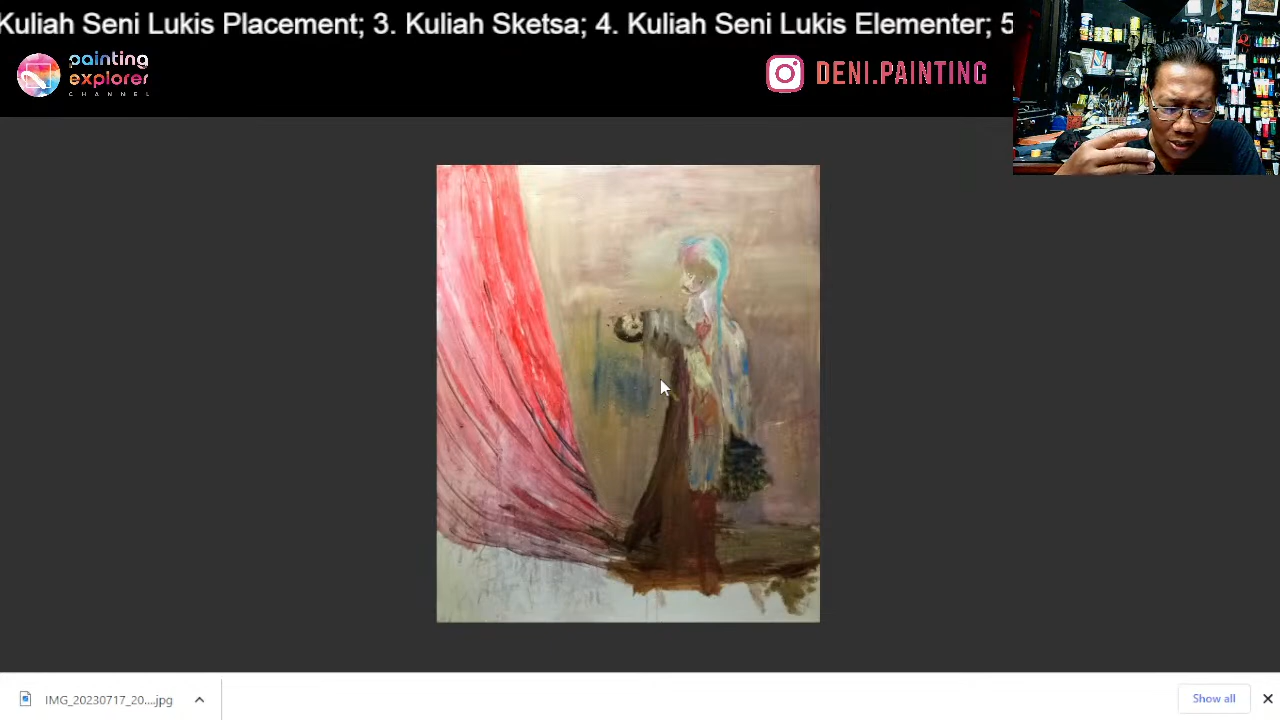 Kuliah Seni Lukis Placement; 3. Kuliah Sketsa; 4. Kuliah Seni Lukis Elementer; 5
painting
explorer
CHANNEL
DENI.PAINTING
IMG_20230717_20....jpg
Show all